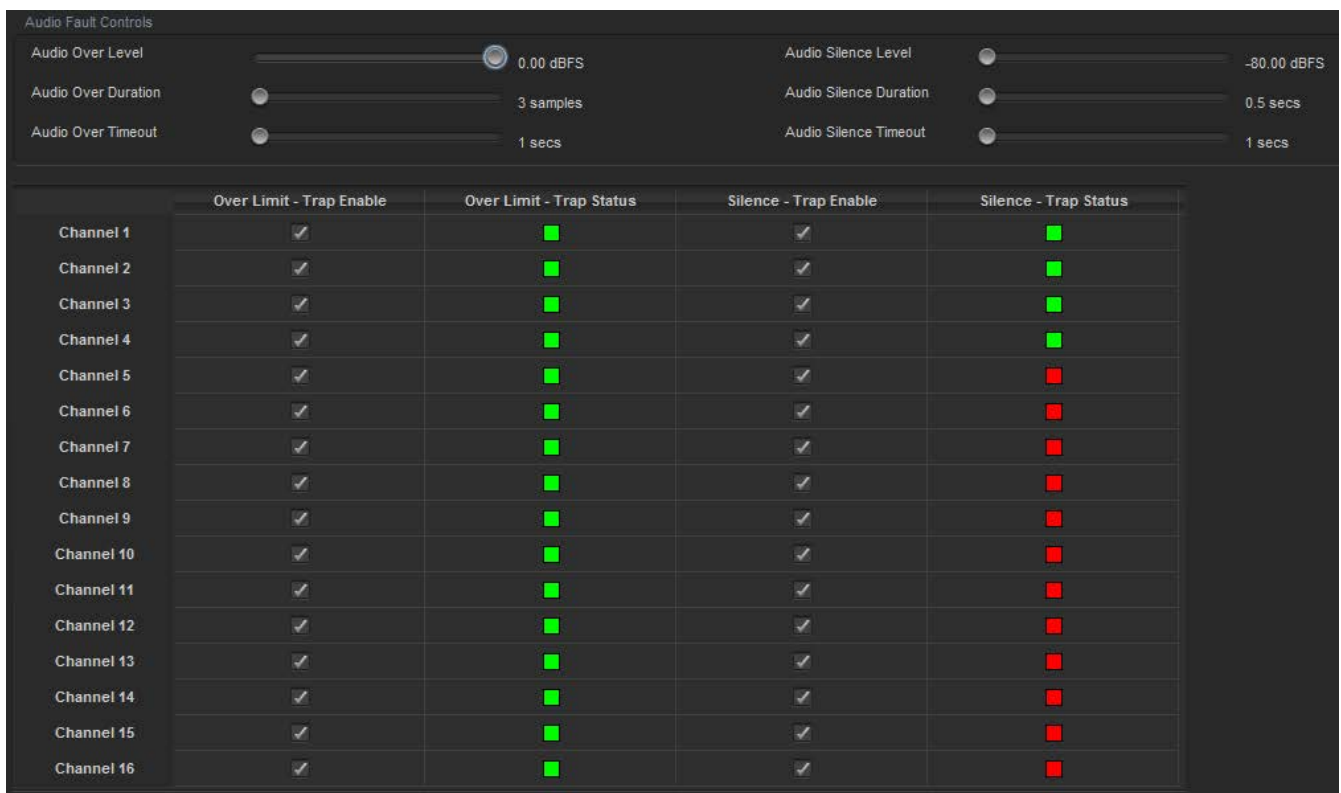 Audio Fault Controls
Audio Over Level 0.00 dBFS Audio Silence Level -80.00 dBFS
Audio Over Duration 3 samples Audio Silence Duration 0.5 secs
Audio Over Timeout 1 secs Audio Silence Timeout 1 secs
Over Limit - Trap Enable Over Limit - Trap Status Silence - Trap Enable Silence - Trap Status
Channel 1
Channel 2
Channel 3
Channel 4
Channel 5
Channel 6
Channel 7
Channel 8
Channel 9
Channel 10
Channel 11
Channel 12
Channel 13
Channel 14
Channel 15
Channel 16